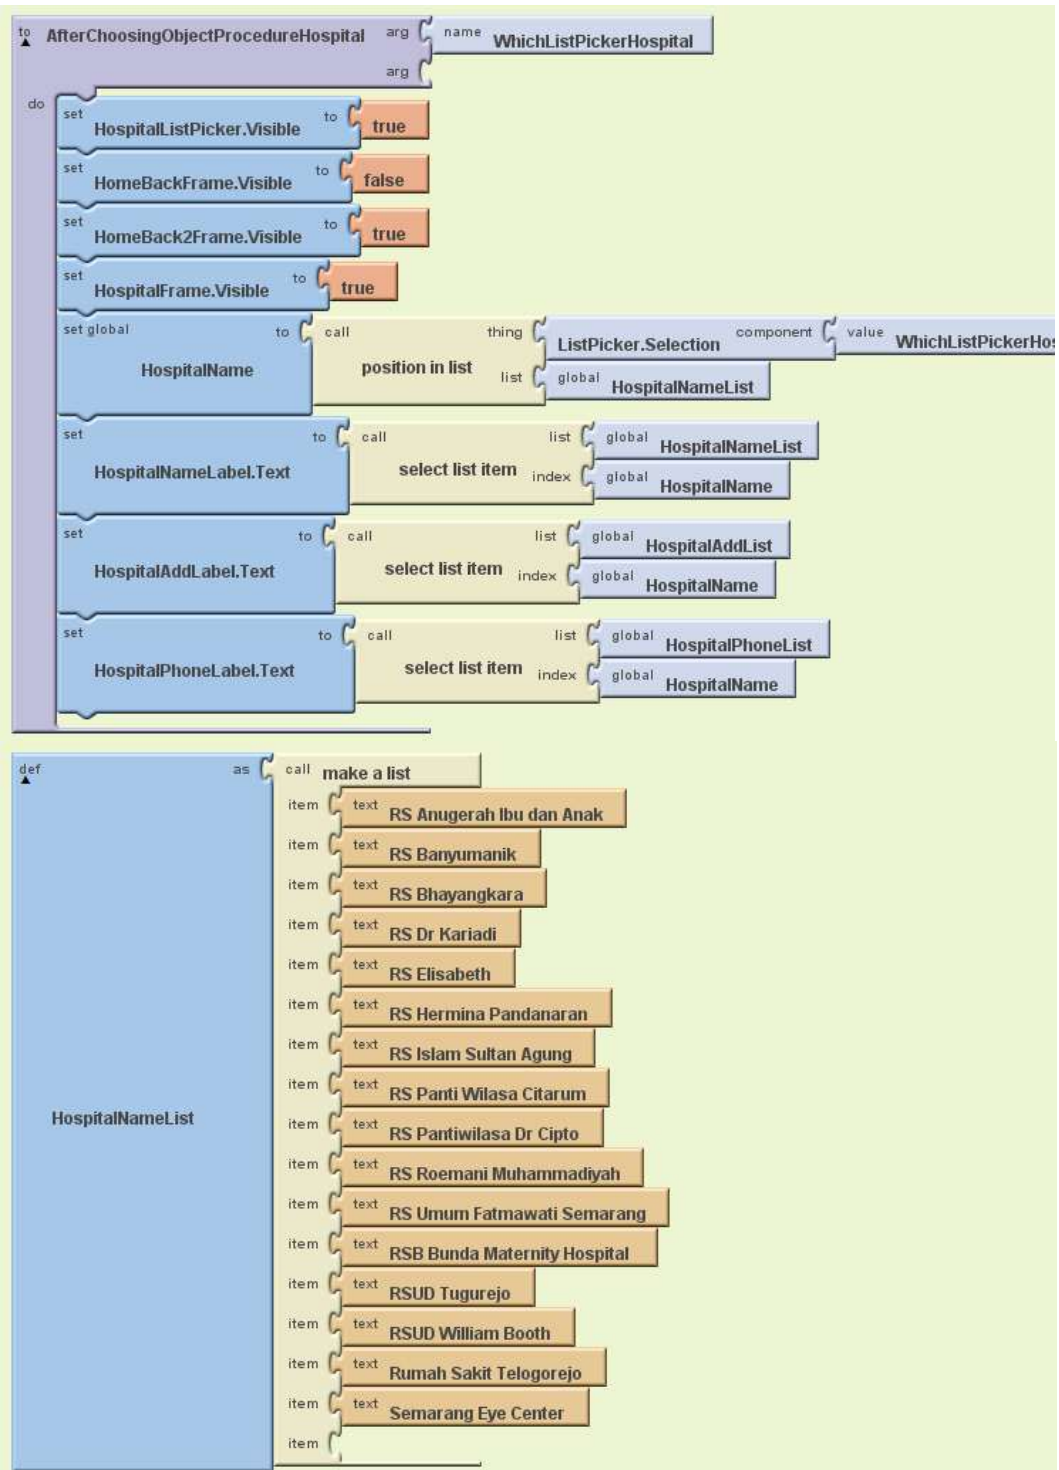 to AfterChoosingObjectProcedureHospital arg name WhichListPickerHospital
arg
do
set HospitalListPicker.Visible to true
set HomeBackFrame.Visible to false
set HomeBack2Frame.Visible to true
set HospitalFrame.Visible to true
set global HospitalName to call position in list thing ListPicker.Selection component value WhichListPickerHos
list global HospitalNameList
set HospitalNameLabel.Text to call select list item list global HospitalNameList
index global HospitalName
set HospitalAddLabel.Text to call select list item list global HospitalAddList
index global HospitalName
set HospitalPhoneLabel.Text to call select list item list global HospitalPhoneList
index global HospitalName
def HospitalNameList as call make a list
item text RS Anugerah Ibu dan Anak
item text RS Banyumanik
item text RS Bhayangkara
item text RS Dr Kariadi
item text RS Elisabeth
item text RS Hermina Pandanaran
item text RS Islam Sultan Agung
item text RS Panti Wilasa Citarum
item text RS Pantiwilasa Dr Cipto
item text RS Roemani Muhammadiyah
item text RS Umum Fatmawati Semarang
item text RSB Bunda Maternity Hospital
item text RSUD Tugurejo
item text RSUD William Booth
item text Rumah Sakit Telogorejo
item text Semarang Eye Center
item